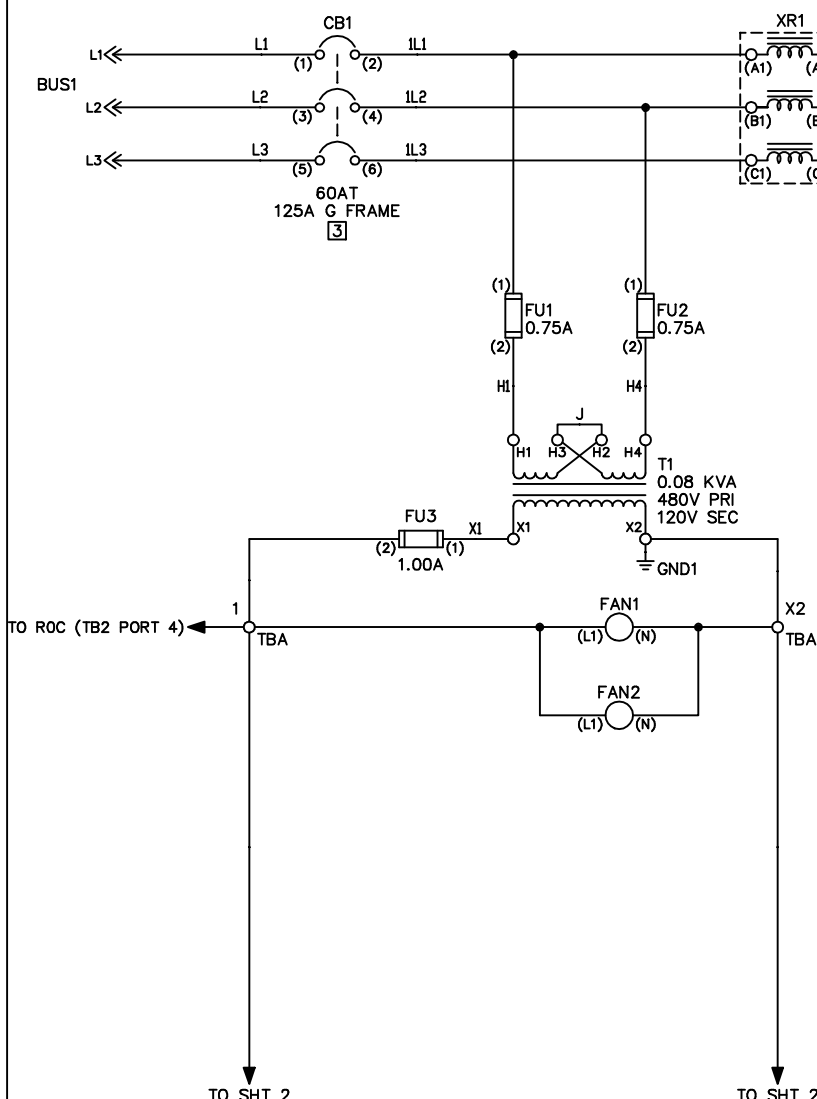 CB1
XR1
L1
L1
1L1
(1)
(2)
(A1)
(A
BUS1
L2
L2
1L2
(3)
(4)
(B1)
(B
L3
L3
1L3
(5)
(6)
(C1)
(C
60AT
125A G FRAME
3
(1)
(1)
FU1
FU2
0.75A
0.75A
(2)
(2)
H1
H4
J
H1
H3
H2
H4
T1
0.08 KVA
480V PRI
120V SEC
FU3
X1
X1
X2
(2)
(1)
1.00A
GND1
1
FAN1
X2
TO ROC (TB2 PORT 4)
TBA
(L1)
(N)
TBA
FAN2
(L1)
(N)
TO SHT 2
TO SHT 2